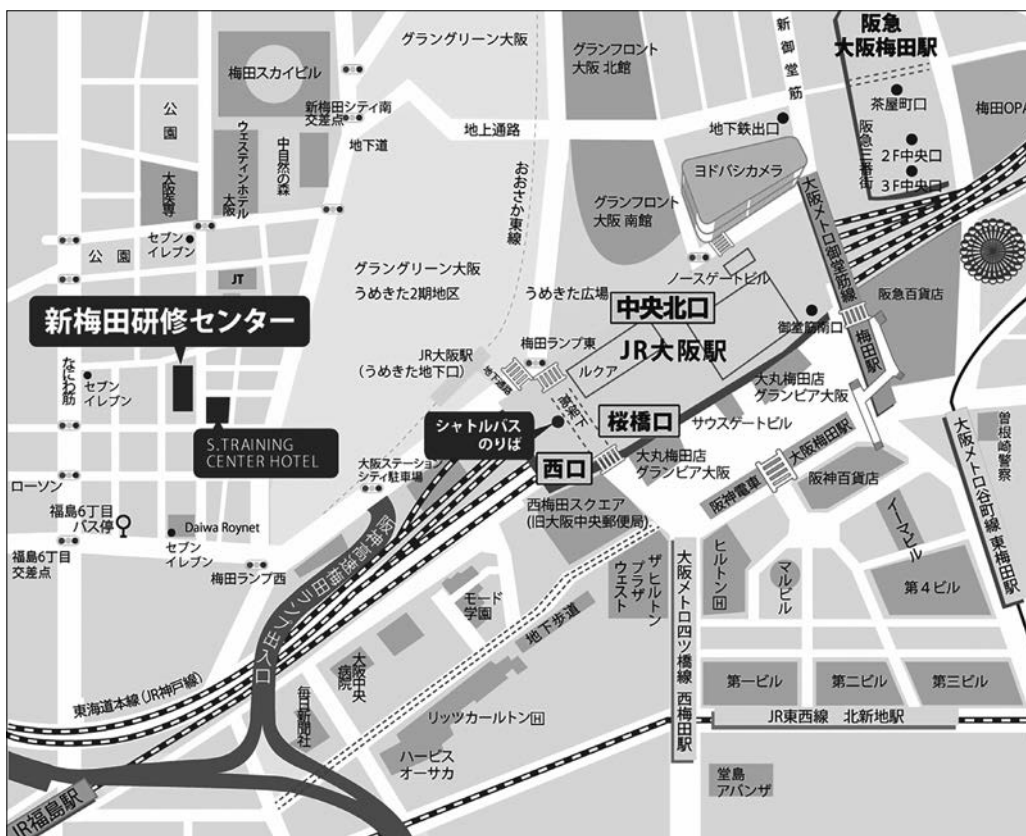 グラングリーン大阪
グランフロント
大阪 北館
新御堂筋
阪急
大阪梅田駅
梅田スカイビル
茶屋町口
梅田OPA
公園
新梅田シティ南
交差点
地下鉄出口
阪急三番街
2F中央口
3F中央口
ウェスティンホテル
大阪
中自然の森
地下道
地上通路
ヨドバシカメラ
大阪医専
おおさか東線
グランフロント
大阪 南館
大阪メトロ御堂筋線 梅田駅
セブン
イレブン
公園
JT
グラングリーン大阪
うめきた2期地区
うめきた広場
ノースゲートビル
阪急百貨店
新梅田研修センター
中央北口
御堂筋南口
JR大阪駅
梅田ランプ東
JR大阪駅
(うめきた地下口)
地下通路
ルクア
なにわ筋
セブン
イレブン
高架下
大丸梅田店
グランビア大阪
シャトルバス
のりば
桜橋口
サウスゲートビル
S.TRAINING
CENTER HOTEL
西口
大丸梅田店
グランビア大阪
大阪梅田駅
阪神電車
阪神百貨店
曽根崎警察
大阪メトロ谷町線 東梅田駅
大阪ステーション
シティ駐車場
ローソン
福島6丁目
バス停
Daiwa Roynet
西梅田スクエア
(旧大阪中央郵便局)
イーマビル
福島6丁目
交差点
セブン
イレブン
梅田ランプ西
阪神高速梅田ランプ出入口
ザヒルトン
プラザ
ウェスト
大阪メトロ四ツ橋線 西梅田駅
ヒルトンH
マルビル
第4ビル
モード
学園
地下歩道
大阪中央
病院
第一ビル
第二ビル
第三ビル
東海道本線(JR神戸線)
毎日新聞社
リッツカールトンH
JR東西線 北新地駅
ハービス
オーサカ
堂島
アバンザ
JR福島駅